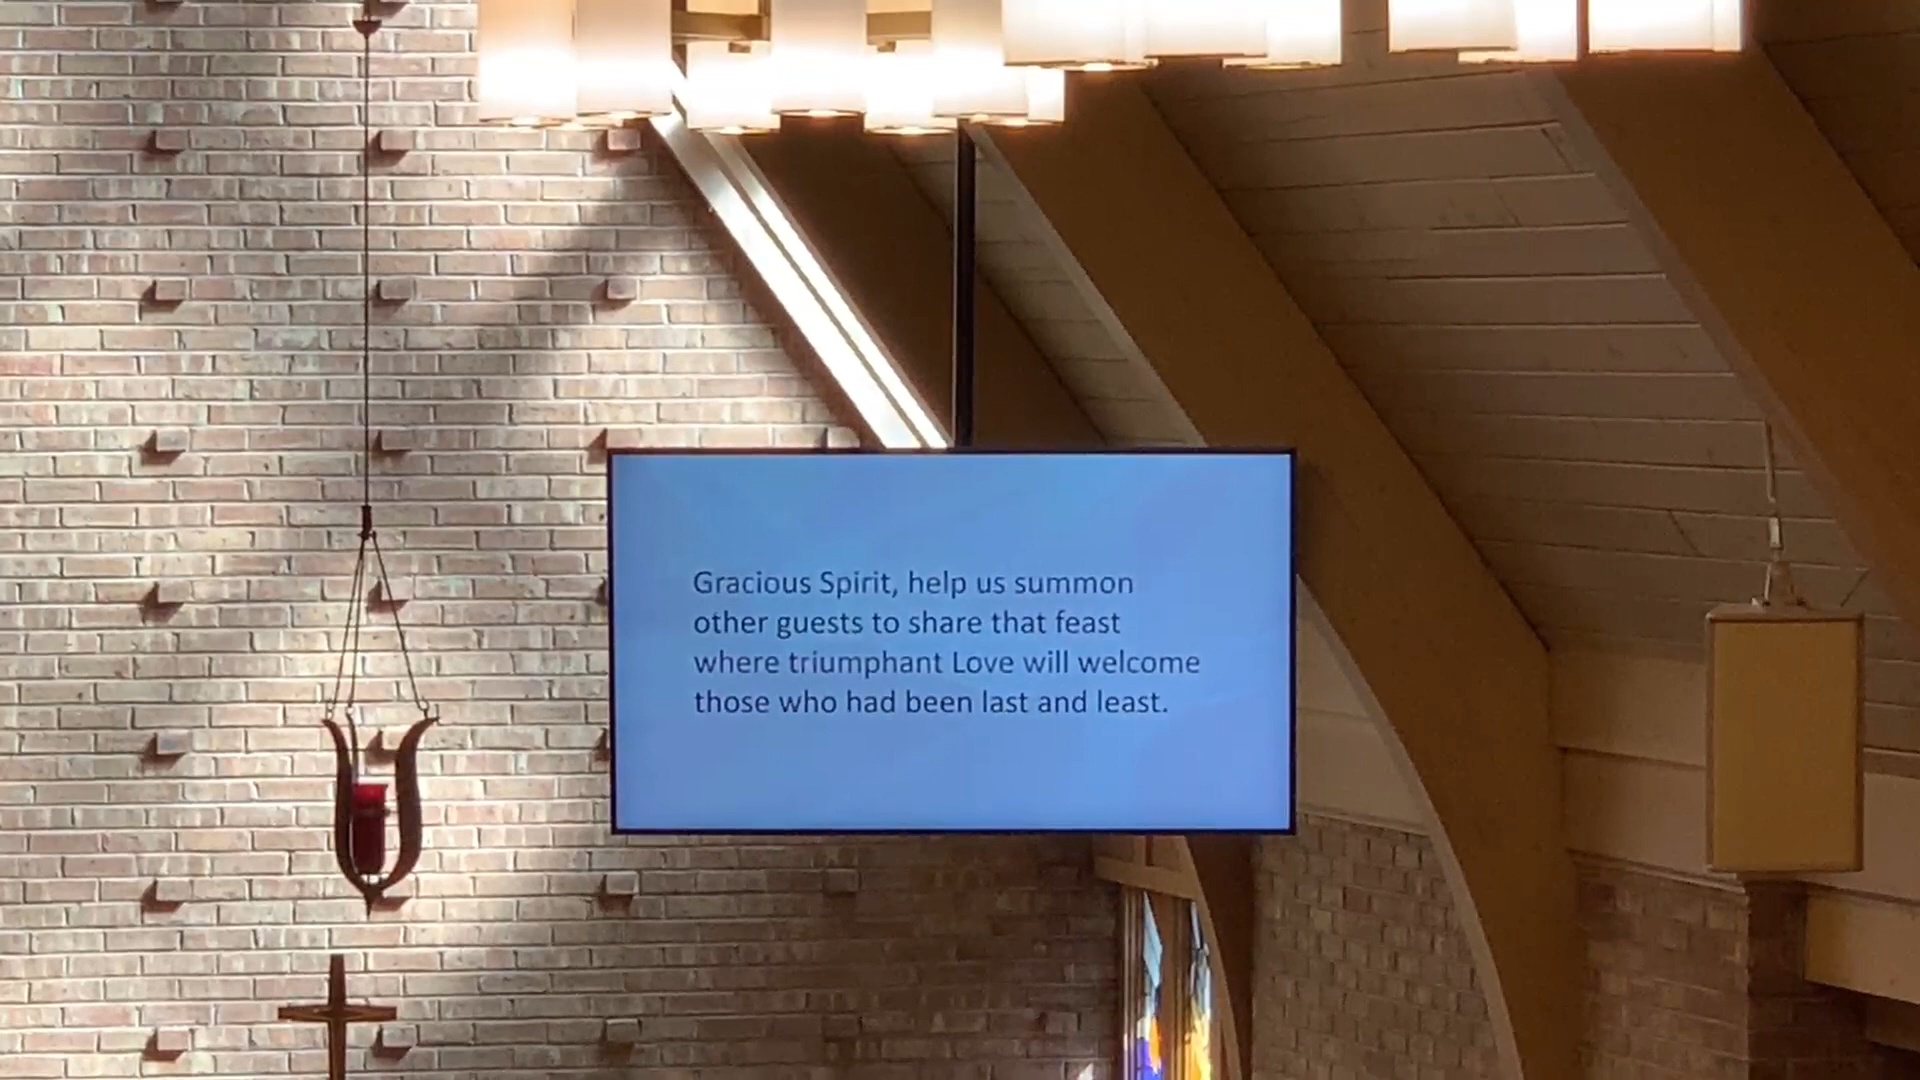 Gracious Spirit, help us summon
other guests to share that feast
where triumphant Love will welcome
those who had been last and least.